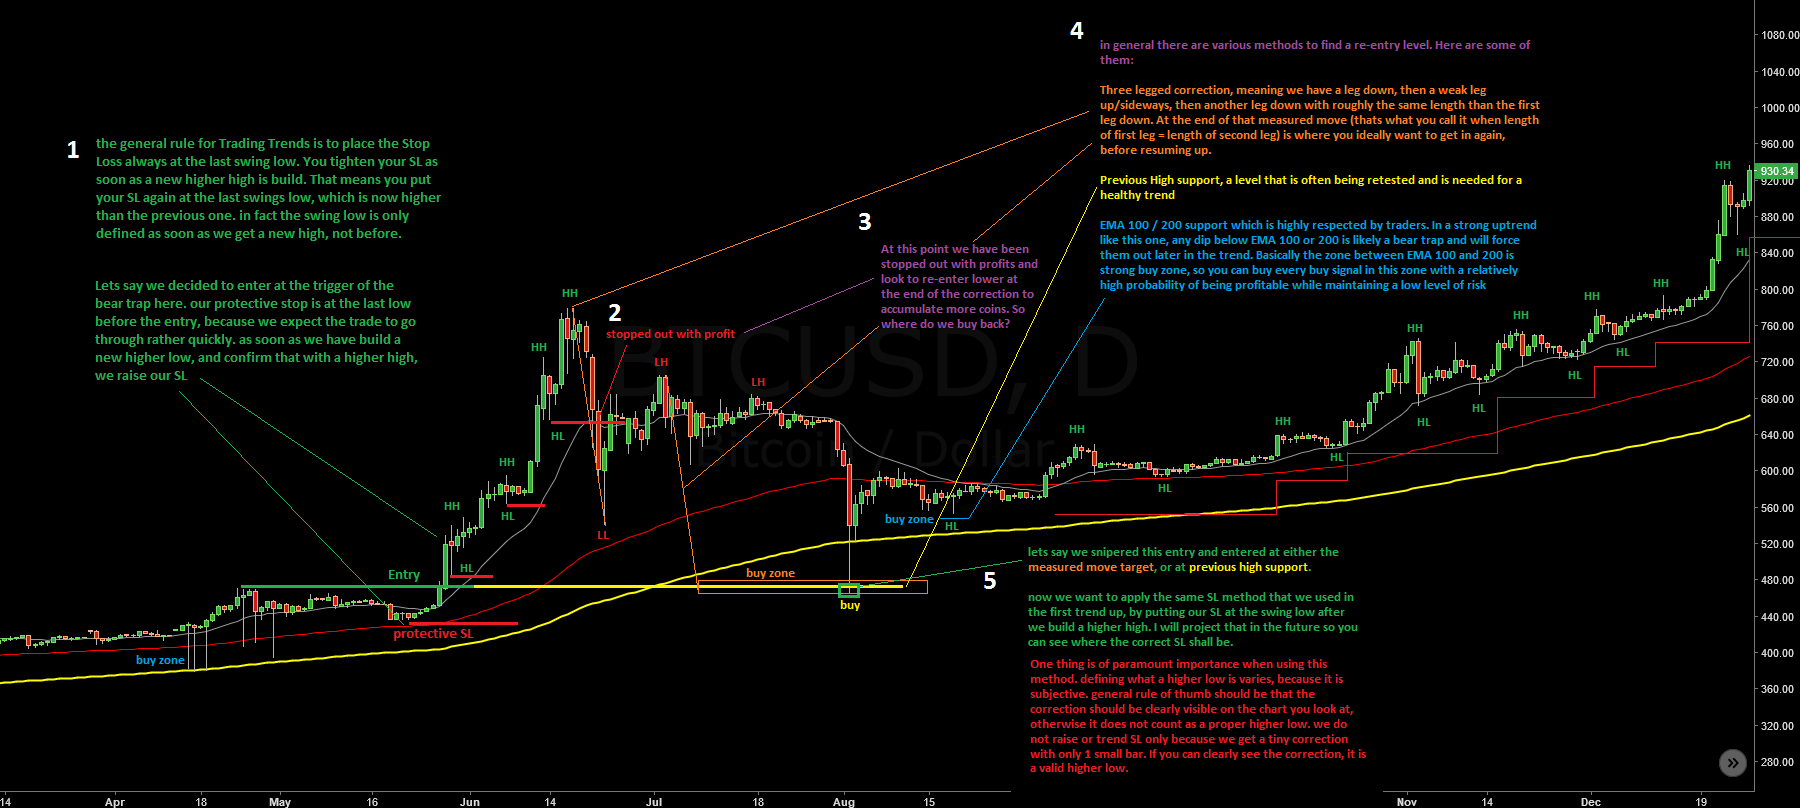 1
the general rule for Trading Trends is to place the Stop
Loss always at the last swing low. You tighten your SL as
soon as a new higher high is build. That means you put
your SL again at the last swings low, which is now higher
than the previous one. in fact the swing low is only
defined as soon as we get a new high, not before.
Lets say we decided to enter at the trigger of the
bear trap here. our protective stop is at the last low
before the entry, because we expect the trade to go
through rather quickly. as soon as we have build a
new higher low, and confirm that with a higher high,
we raise our SL
2
stopped out with profit
3
At this point we have been
stopped out with profits and
look to re-enter lower at
the end of the correction to
accumulate more coins. So
where do we buy back?
4
in general there are various methods to find a re-entry level. Here are some of
them:
Three legged correction, meaning we have a leg down, then a weak leg
up/sideways, then another leg down with roughly the same length than the first
leg down. At the end of that measured move (thats what you call it when length
of first leg = length of second leg) is where you ideally want to get in again,
before resuming up.
Previous High support, a level that is often being retested and is needed for a
healthy trend
EMA 100 / 200 support which is highly respected by traders. In a strong uptrend
like this one, any dip below EMA 100 or 200 is likely a bear trap and will force
them out later in the trend. Basically the zone between EMA 100 and 200 is
strong buy zone, so you can buy every buy signal in this zone with a relatively
high probability of being profitable while maintaining a low level of risk
5
lets say we snipered this entry and entered at either the
measured move target, or at previous high support.
now we want to apply the same SL method that we used in
the first trend up, by putting our SL at the swing low after
we build a higher high. I will project that in the future so you
can see where the correct SL shall be.
One thing is of paramount importance when using this
method. defining what a higher low is varies, because it is
subjective. general rule of thumb should be that the
correction should be clearly visible on the chart you look at,
otherwise it does not count as a proper higher low. we do
not raise or trend SL only because we get a tiny correction
with only 1 small bar. If you can clearly see the correction, it is
a valid higher low.
BTCUSD, D
Bitcoin / Dollar
buy zone
protective SL
Entry
HH
HL
HH
HL
HH
HL
HH
LL
LH
LH
buy zone
buy
buy zone
HL
HH
HL
HH
HL
HH
HL
HL
HH
HL
HH
HL
HH
HH
HL
1080.00
1040.00
1000.00
960.00
930.34
920.00
880.00
840.00
800.00
760.00
720.00
680.00
640.00
600.00
560.00
520.00
480.00
440.00
400.00
360.00
320.00
280.00
14
Apr
18
May
16
Jun
14
Jul
18
Aug
15
Nov
14
Dec
19